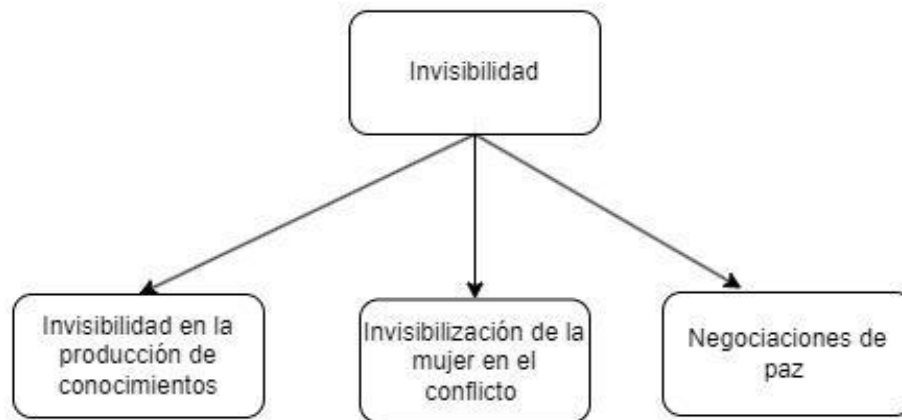 Invisibilidad
Invisibilidad en la
producción de
conocimientos
Invisibilización de la
mujer en el
conflicto
Negociaciones de
paz